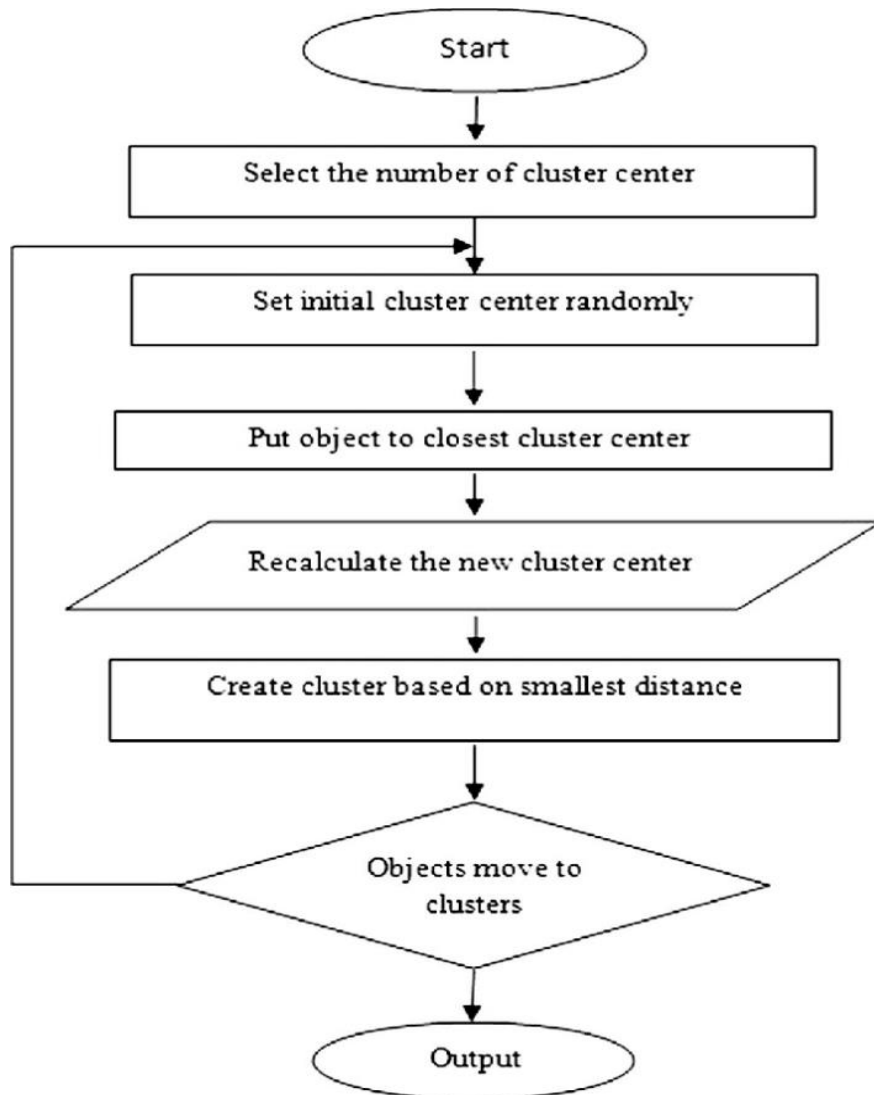 Start
Select the number of cluster center
Set initial cluster center randomly
Put object to closest cluster center
Recalculate the new cluster center
Create cluster based on smallest distance
Objects move to
clusters
Output